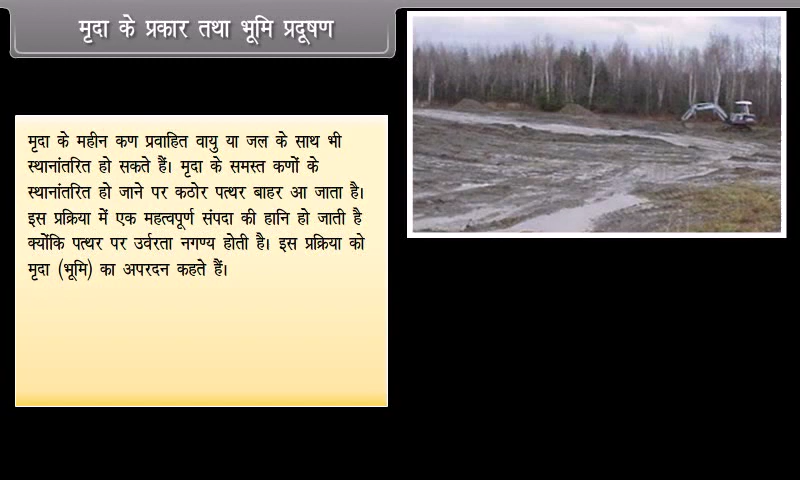 मृदा के प्रकार तथा भूमि प्रदूषण
मृदा के महीन कण प्रवाहित वायु या जल के साथ भी
स्थानांतरित हो सकते हैं। मृदा के समस्त कणों के
स्थानांतरित हो जाने पर कठोर पत्थर बाहर आ जाता है।
इस प्रक्रिया में एक महत्वपूर्ण संपदा की हानि हो जाती है
क्योंकि पत्थर पर उर्वरता नगण्य होती है। इस प्रक्रिया को
मृदा (भूमि) का अपरदन कहते हैं।